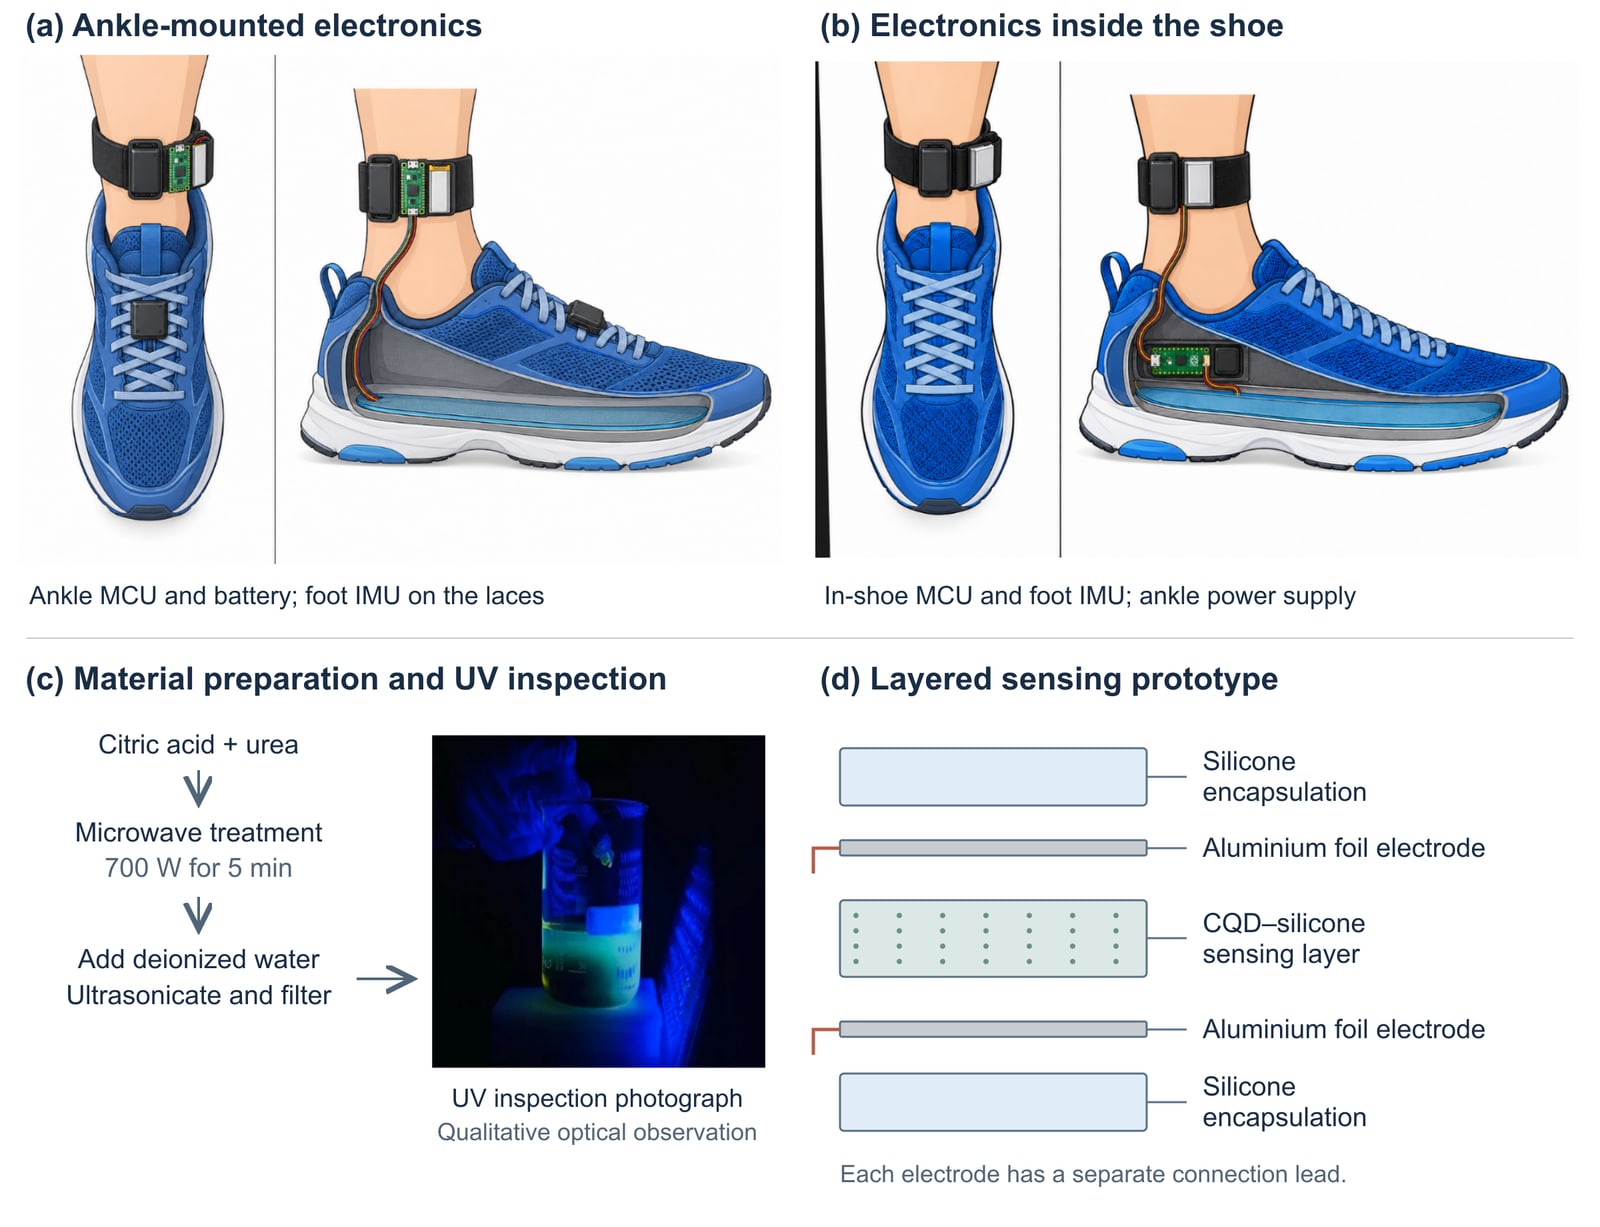 (a) Ankle-mounted electronics
(b) Electronics inside the shoe
Ankle MCU and battery; foot IMU on the laces
In-shoe MCU and foot IMU; ankle power supply
(c) Material preparation and UV inspection
Citric acid + urea
Microwave treatment
700 W for 5 min
Add deionized water
Ultrasonicate and filter
UV inspection photograph
Qualitative optical observation
(d) Layered sensing prototype
Silicone
encapsulation
Aluminium foil electrode
CQD–silicone
sensing layer
Aluminium foil electrode
Silicone
encapsulation
Each electrode has a separate connection lead.